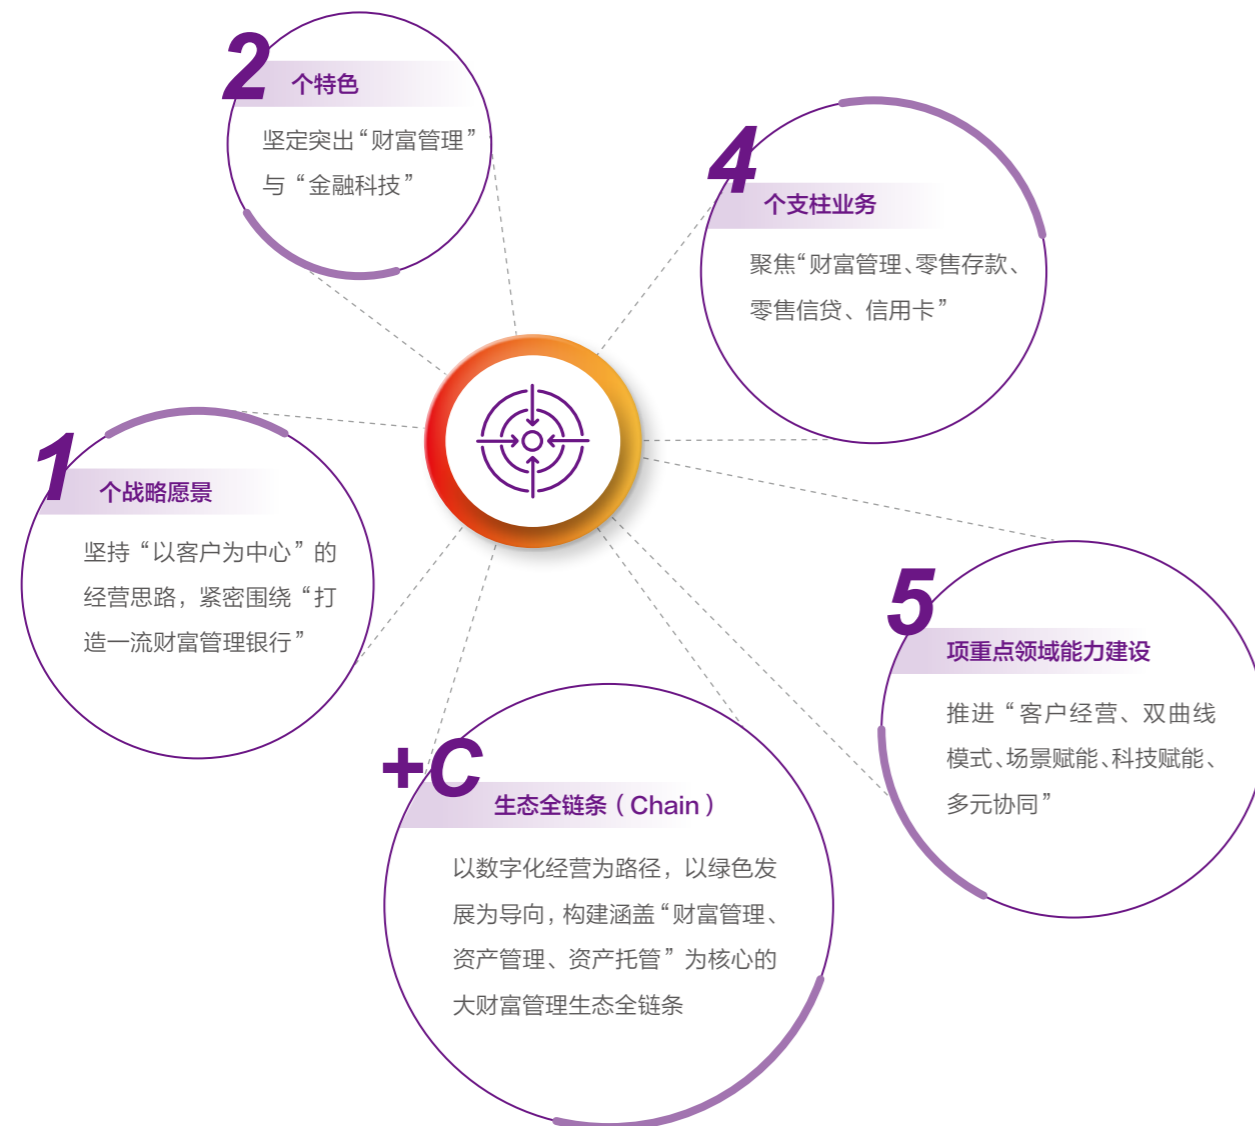 2
个特色
坚定突出“财富管理”
与“金融科技”
4
个支柱业务
聚焦“财富管理、零售存款、
零售信贷、信用卡”
1
个战略愿景
坚持“以客户为中心”的
经营思路，紧密围绕“打
造一流财富管理银行”
5
项重点领域能力建设
推进“客户经营、双曲线
模式、场景赋能、科技赋能、
多元协同”
+C
生态全链条（Chain）
以数字化经营为路径，以绿色发
展为导向，构建涵盖“财富管理、
资产管理、资产托管”为核心的
大财富管理生态全链条